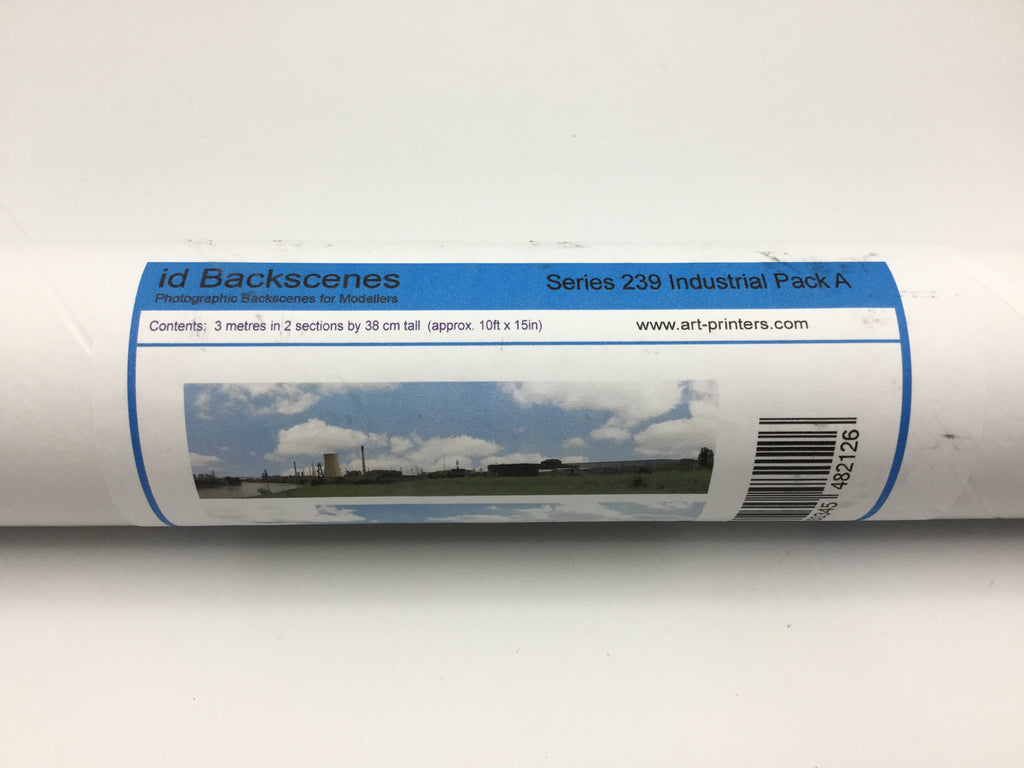 id Backscenes
Photographic Backscenes for Modellers
Series 239 Industrial Pack A
Contents: 3 metres in 2 sections by 38 cm tall (approx. 10ft x 15in)
www.art-printers.com
482126